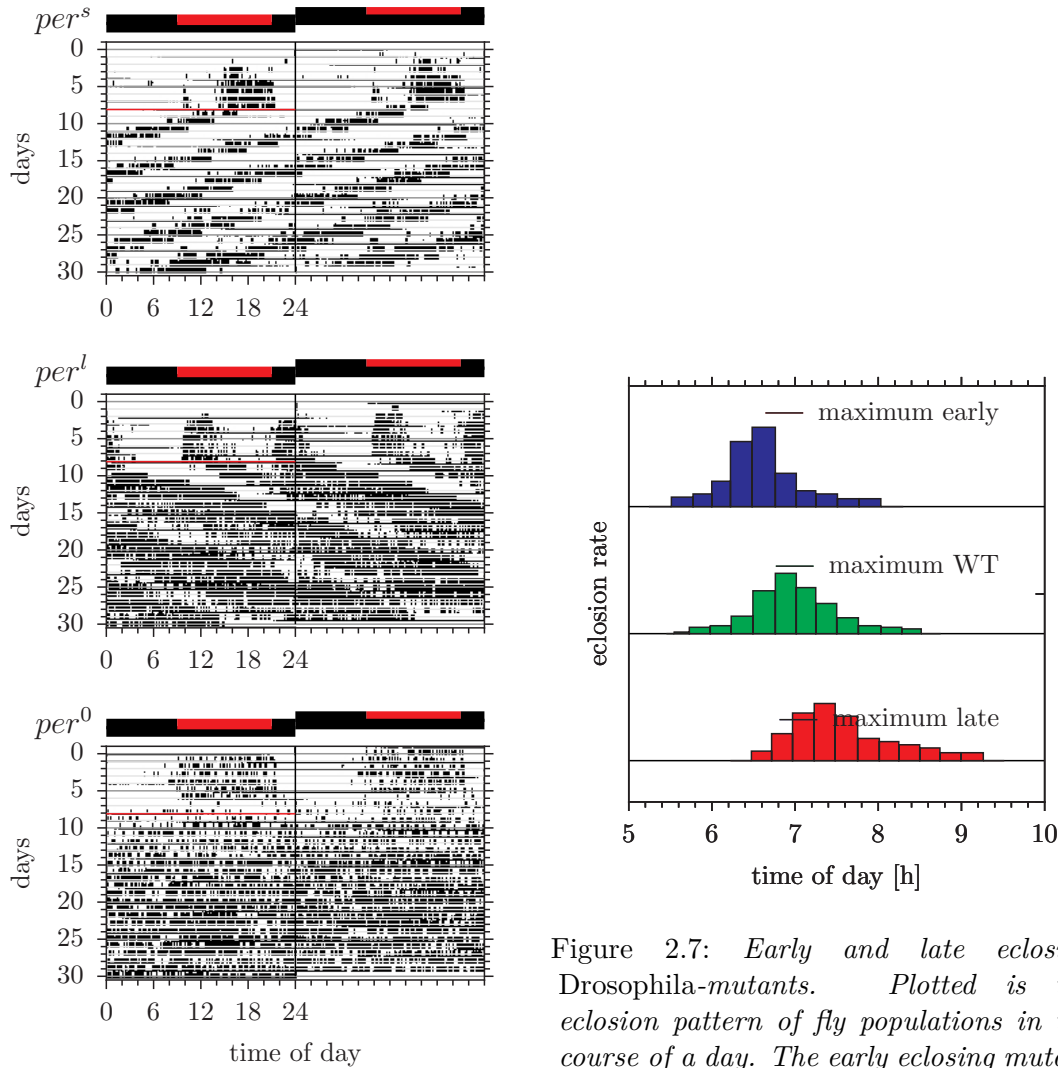 per^s
0
5
10
15
20
25
30
days
0 6 12 18 24
per^l
0
5
10
15
20
25
30
days
0 6 12 18 24
per^0
0
5
10
15
20
25
30
days
0 6 12 18 24
time of day
maximum early
maximum WT
maximum late
eclosion rate
5 6 7 8 9 10
time of day [h]
Figure 2.7: Early and late eclos
Drosophila-mutants. Plotted is
eclosion pattern of fly populations in
course of a day. The early eclosing muta